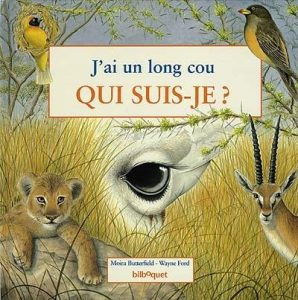 J'ai un long cou
QUI SUIS-JE ?
Moira Butterfield - Wayne Ford
bilboquet